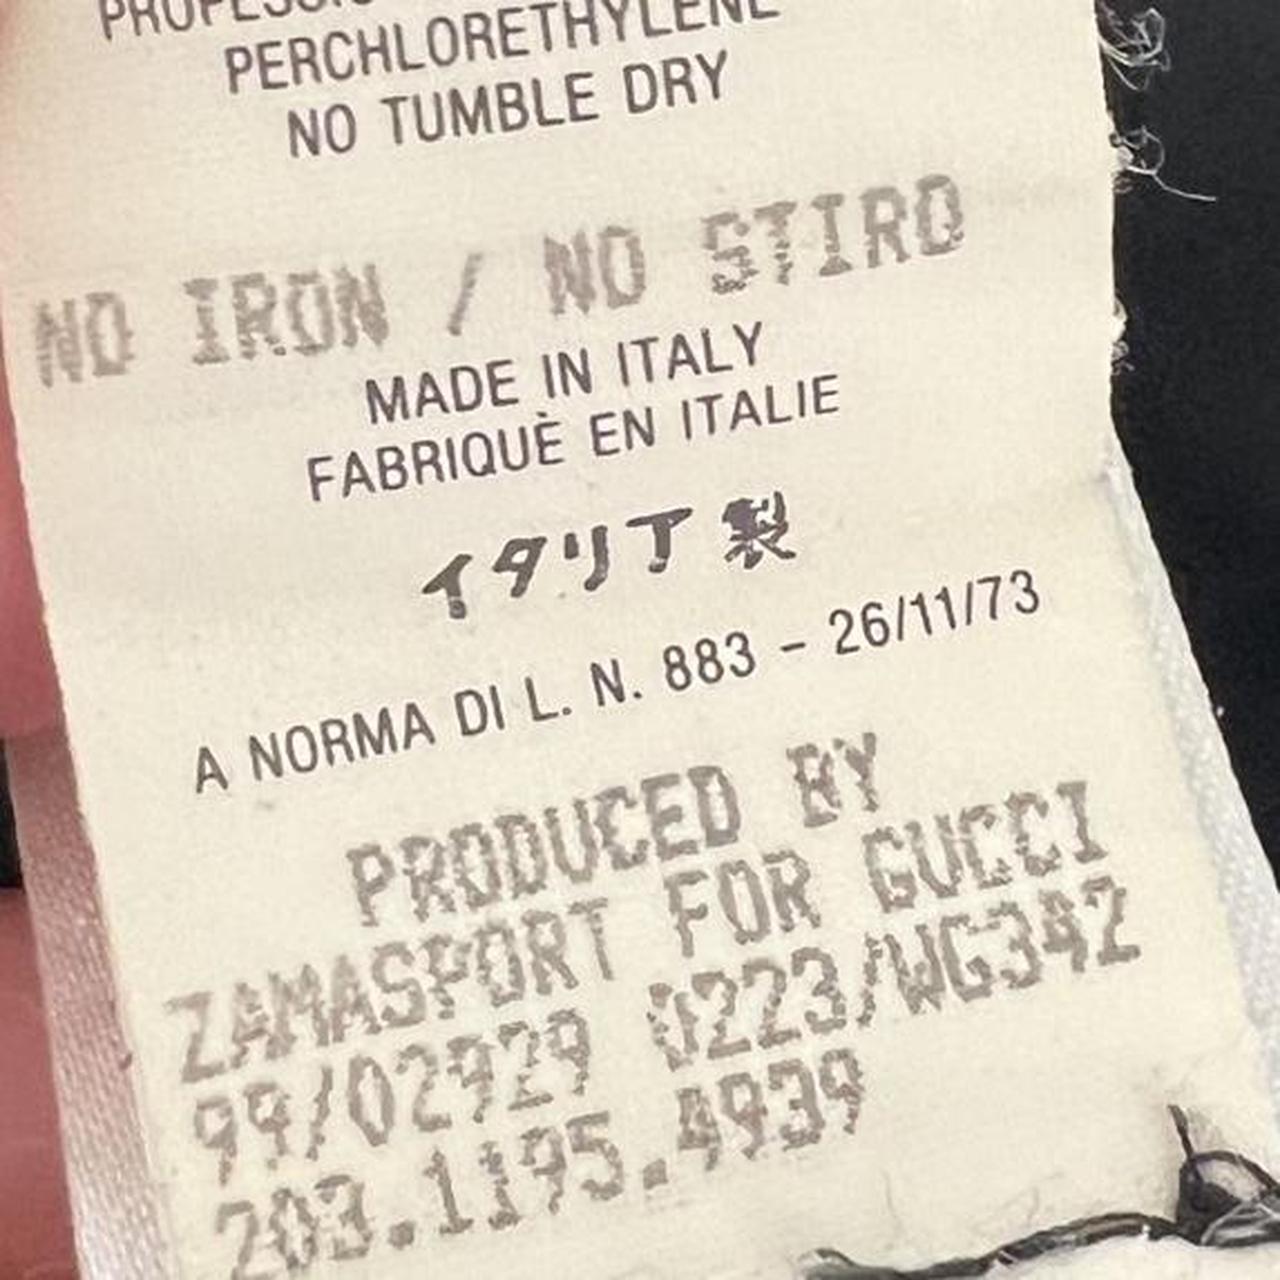 PERCHLORETHYLENE
NO TUMBLE DRY
NO IRON / NO STIRO
MADE IN ITALY
FABRIQUÈ EN ITALIE
イタリア製
A NORMA DI L. N. 883 – 26/11/73
PRODUCED BY
ZAMASPORT FOR GUCCI
99/02929 0223/WG342
203.1195.4939